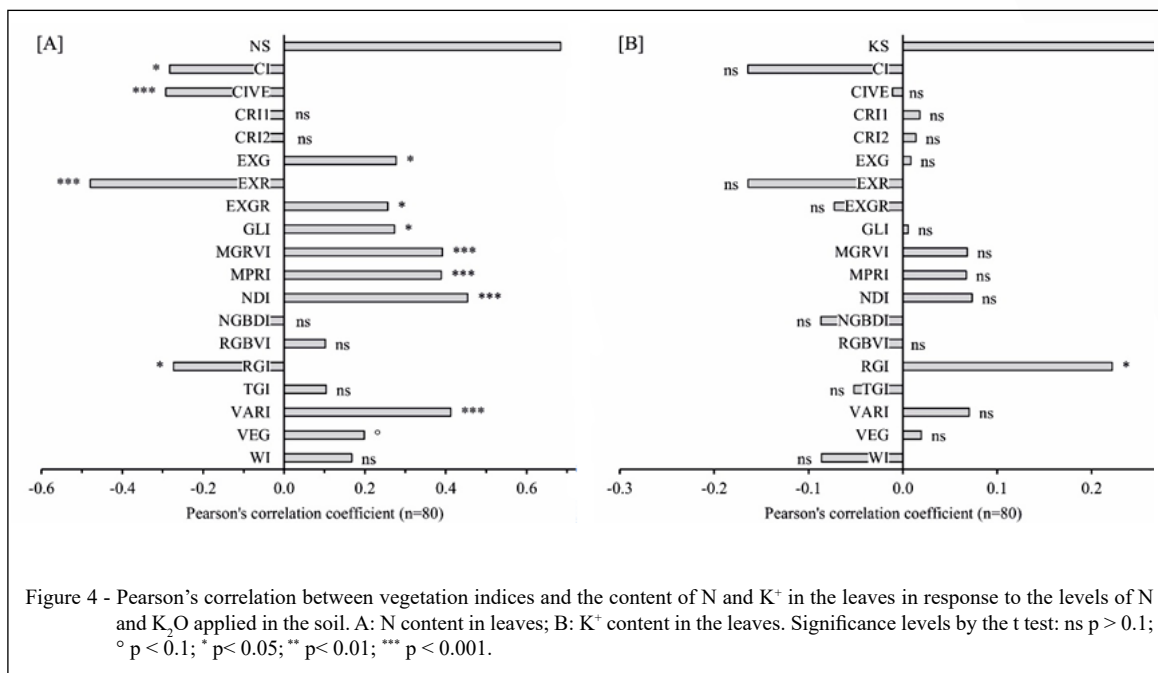 [A]
NS
* CI
*** CIVE
CRI1 ns
CRI2 ns
EXG *
*** EXR
EXGR *
GLI *
MGRVI ***
MPRI ***
NDI ***
NGBDI ns
RGBVI ns
* RGI
TGI ns
VARI ***
VEG °
WI ns
-0.6 -0.4 -0.2 0.0 0.2 0.4 0.6
Pearson's correlation coefficient (n=80)
[B]
KS
ns CI
CIVE ns
CRI1 ns
CRI2 ns
EXG ns
ns EXR
ns EXGR
GLI ns
MGRVI ns
MPRI ns
NDI ns
ns NGBDI
RGBVI ns
RGI *
ns TGI
VARI ns
VEG ns
ns WI
-0.3 -0.2 -0.1 0.0 0.1 0.2
Pearson's correlation coefficient (n=80)
Figure 4 - Pearson's correlation between vegetation indices and the content of N and K⁺ in the leaves in response to the levels of N
and K₂O applied in the soil. A: N content in leaves; B: K⁺ content in the leaves. Significance levels by the t test: ns p > 0.1;
° p < 0.1; * p< 0.05; ** p< 0.01; *** p < 0.001.